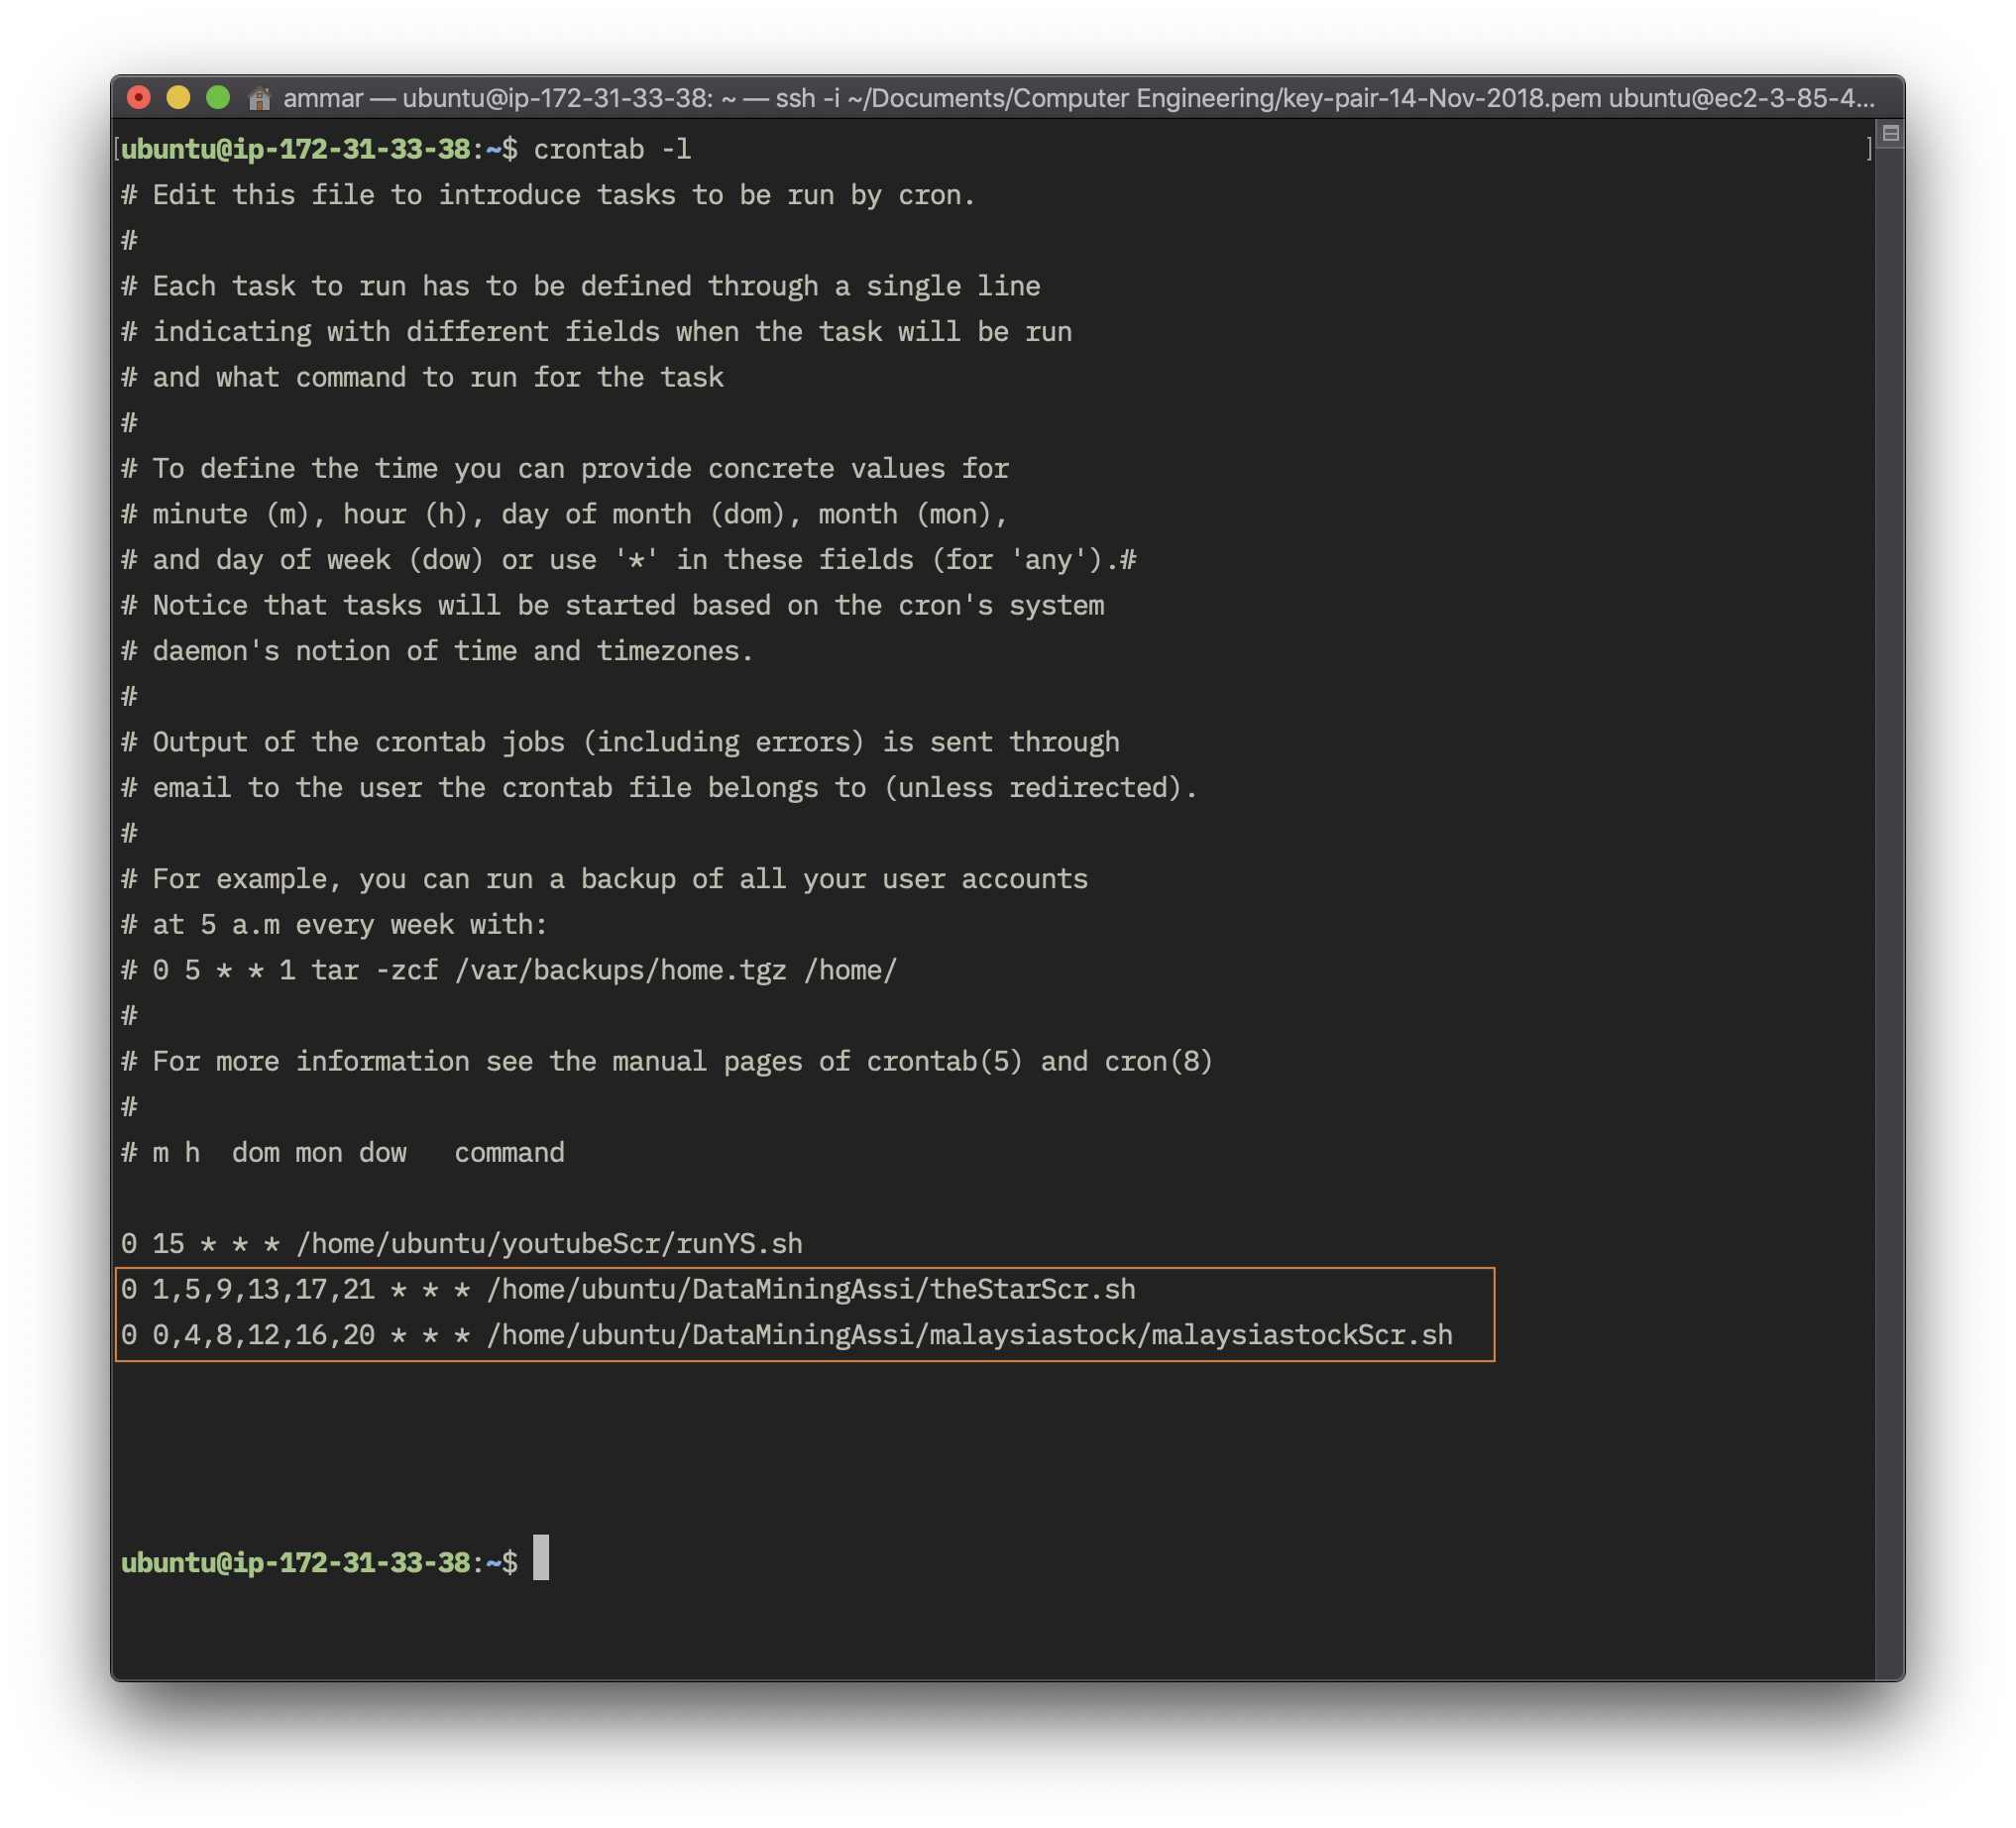 ammar — ubuntu@ip-172-31-33-38: ~ — ssh -i ~/Documents/Computer Engineering/key-pair-14-Nov-2018.pem ubuntu@ec2-3-85-4...
[ubuntu@ip-172-31-33-38:~$ crontab -l ]
# Edit this file to introduce tasks to be run by cron.
#
# Each task to run has to be defined through a single line
# indicating with different fields when the task will be run
# and what command to run for the task
#
# To define the time you can provide concrete values for
# minute (m), hour (h), day of month (dom), month (mon),
# and day of week (dow) or use '*' in these fields (for 'any').#
# Notice that tasks will be started based on the cron's system
# daemon's notion of time and timezones.
#
# Output of the crontab jobs (including errors) is sent through
# email to the user the crontab file belongs to (unless redirected).
#
# For example, you can run a backup of all your user accounts
# at 5 a.m every week with:
# 0 5 * * 1 tar -zcf /var/backups/home.tgz /home/
#
# For more information see the manual pages of crontab(5) and cron(8)
#
# m h  dom mon dow   command
0 15 * * * /home/ubuntu/youtubeScr/runYS.sh
0 1,5,9,13,17,21 * * * /home/ubuntu/DataMiningAssi/theStarScr.sh
0 0,4,8,12,16,20 * * * /home/ubuntu/DataMiningAssi/malaysiastock/malaysiastockScr.sh
ubuntu@ip-172-31-33-38:~$